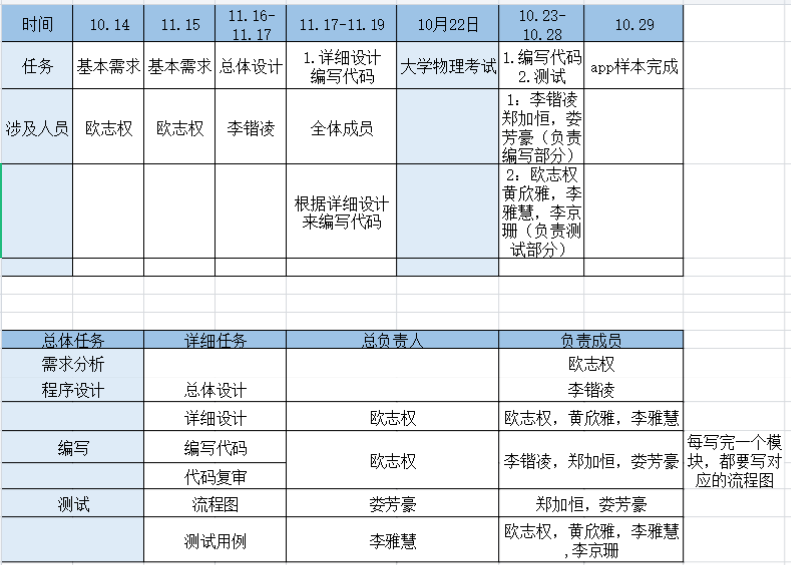 时间 10.14 11.15 11.16-11.17 11.17-11.19 10月22日 10.23-10.28 10.29
任务 基本需求 基本需求 总体设计 1.详细设计 编写代码 大学物理考试 1.编写代码 2.测试 app样本完成
涉及人员 欧志权 欧志权 李锴凌 全体成员 1：李锴凌 郑加恒，娄芳豪（负责编写部分）
根据详细设计来编写代码 2：欧志权 黄欣雅，李雅慧，李京珊（负责测试部分）
总体任务 详细任务 总负责人 负责成员
需求分析 欧志权
程序设计 总体设计 李锴凌
详细设计 欧志权 欧志权，黄欣雅，李雅慧
编写 编写代码 欧志权 李锴凌，郑加恒，娄芳豪 每写完一个模块，都要写对应的流程图
代码复审
测试 流程图 娄芳豪 郑加恒，娄芳豪
测试用例 李雅慧 欧志权，黄欣雅，李雅慧,李京珊